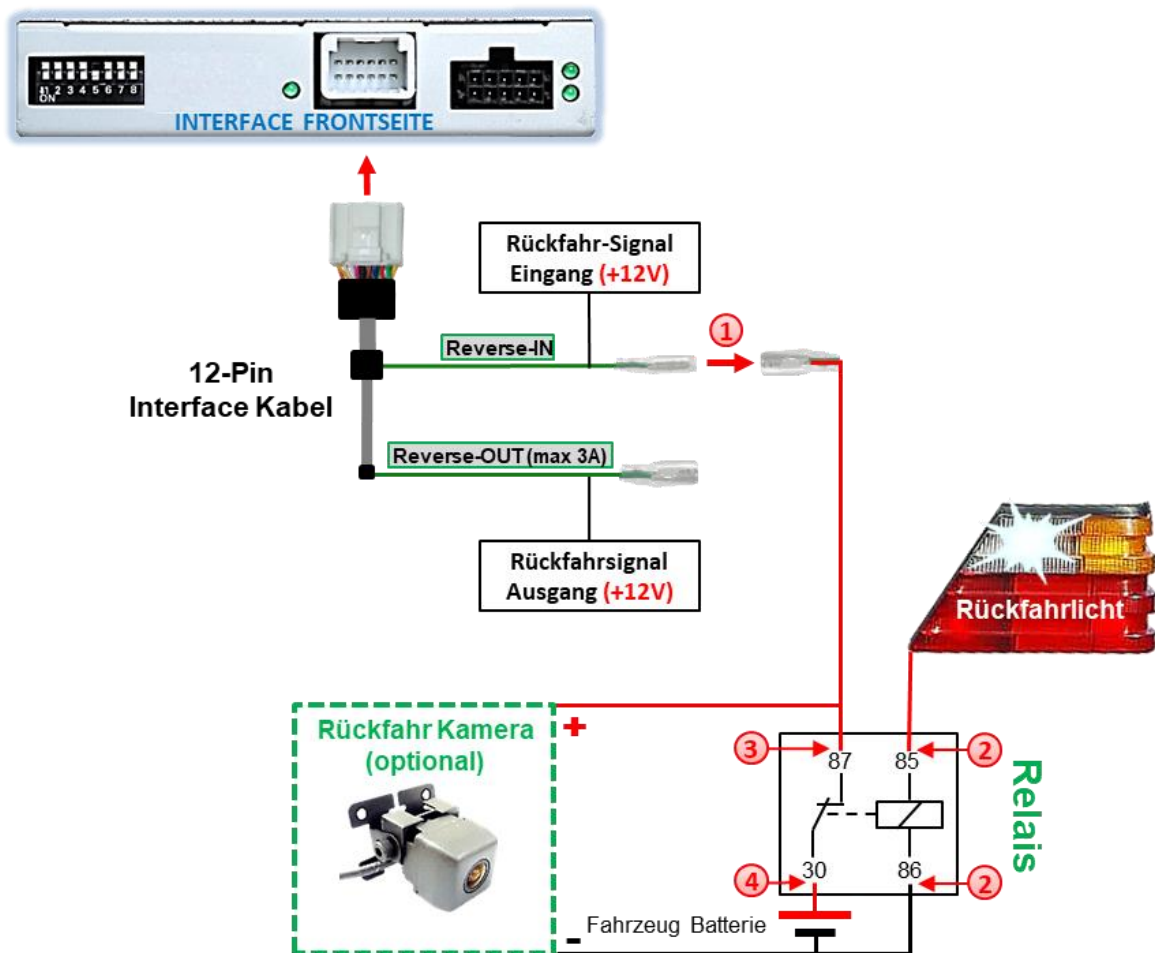 1 2 3 4 5 6 7 8
ON
INTERFACE FRONTSEITE
Rückfahr-Signal
Eingang (+12V)
Reverse-IN
1
12-Pin
Interface Kabel
Reverse-OUT (max 3A)
Rückfahrsignal
Ausgang (+12V)
Rückfahrlicht
Rückfahr Kamera
(optional)
+
3
87
85
2
Relais
4
30
86
2
-
Fahrzeug Batterie